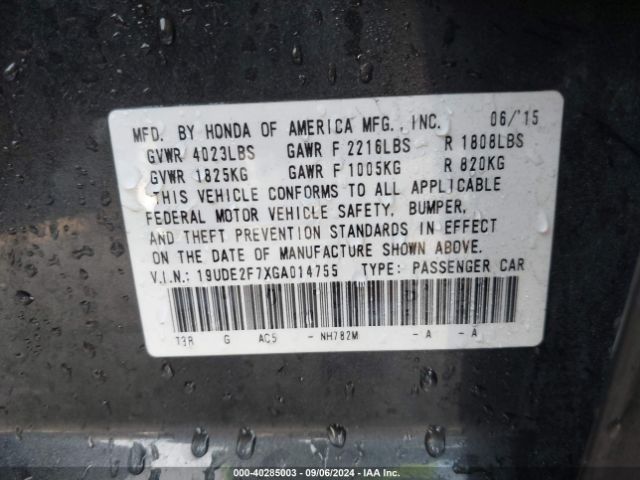 MFD. BY HONDA OF AMERICA MFG., INC. 06/'15
GVWR 4023LBS GAWR F 2216LBS R 1808LBS
GVWR 1825KG GAWR F 1005KG R 820KG
THIS VEHICLE CONFORMS TO ALL APPLICABLE
FEDERAL MOTOR VEHICLE SAFETY, BUMPER,
AND THEFT PREVENTION STANDARDS IN EFFECT
ON THE DATE OF MANUFACTURE SHOWN ABOVE.
V.I.N.: 19UDE2F7XGA014755 TYPE: PASSENGER CAR
T3R G AC5 - NH782M - A - A
000-40285003 - 09/06/2024 - IAA Inc.